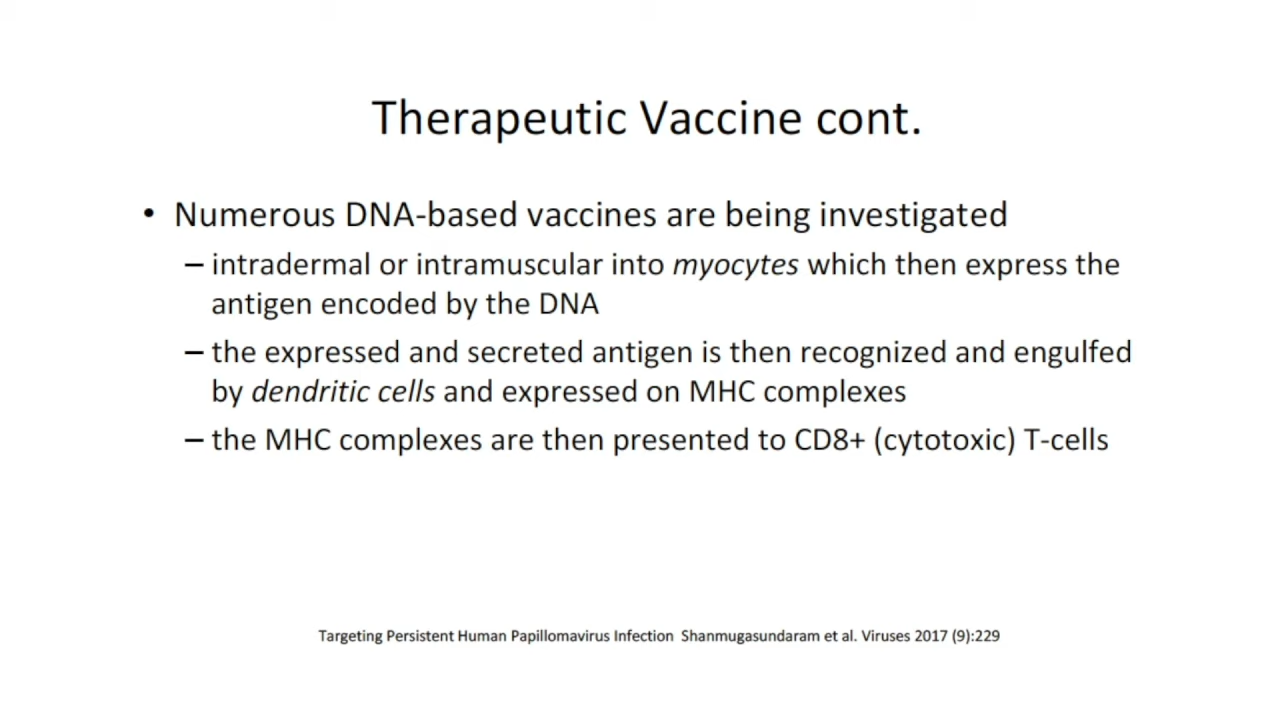 Therapeutic Vaccine cont.
• Numerous DNA-based vaccines are being investigated
– intradermal or intramuscular into myocytes which then express the
antigen encoded by the DNA
– the expressed and secreted antigen is then recognized and engulfed
by dendritic cells and expressed on MHC complexes
– the MHC complexes are then presented to CD8+ (cytotoxic) T-cells
Targeting Persistent Human Papillomavirus Infection Shanmugasundaram et al. Viruses 2017 (9):229